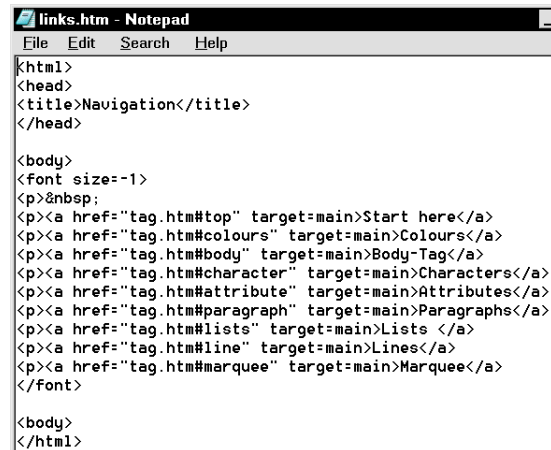 links.htm - Notepad
File Edit Search Help
<html>
<head>
<title>Navigation</title>
</head>
<body>
<font size=-1>
<p>&nbsp;
<p><a href="tag.htm#top" target=main>Start here</a>
<p><a href="tag.htm#colours" target=main>Colours</a>
<p><a href="tag.htm#body" target=main>Body-Tag</a>
<p><a href="tag.htm#character" target=main>Characters</a>
<p><a href="tag.htm#attribute" target=main>Attributes</a>
<p><a href="tag.htm#paragraph" target=main>Paragraphs</a>
<p><a href="tag.htm#lists" target=main>Lists </a>
<p><a href="tag.htm#line" target=main>Lines</a>
<p><a href="tag.htm#marquee" target=main>Marquee</a>
</font>
<body>
</html>